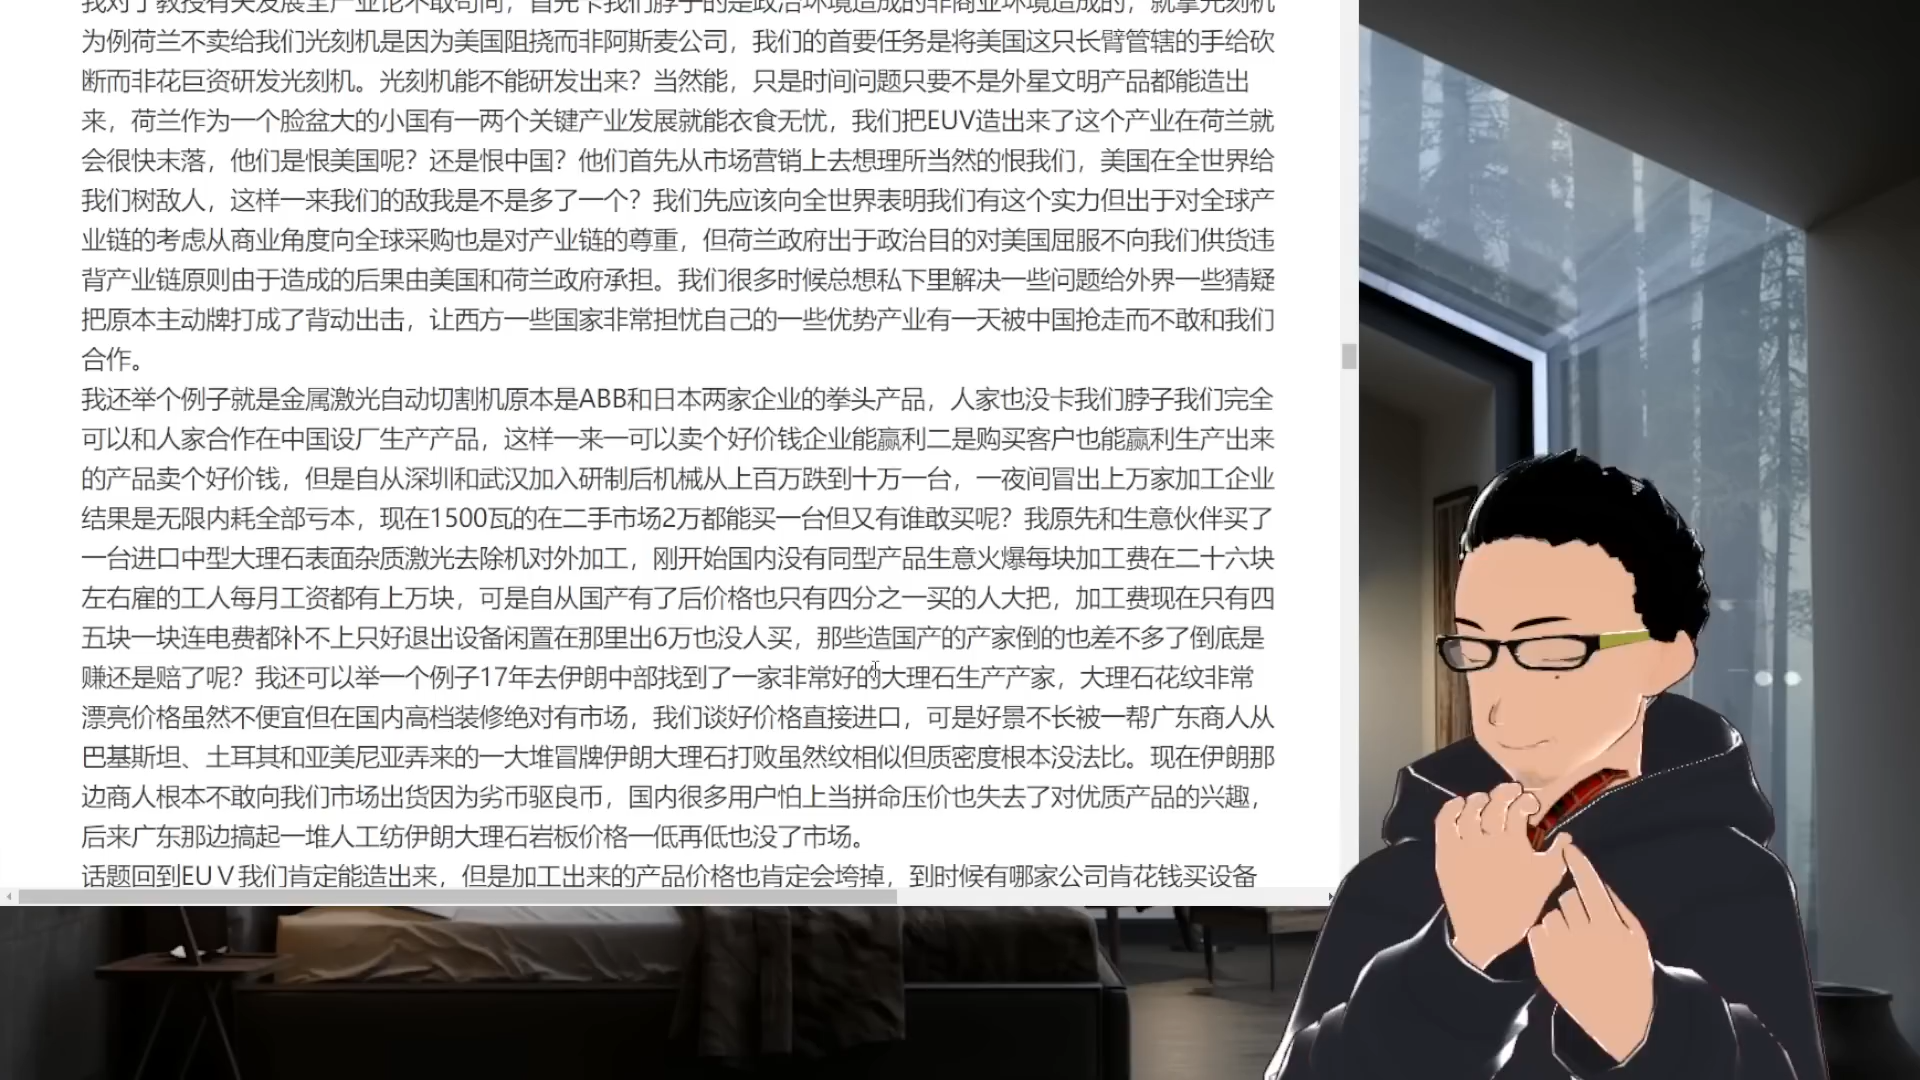 我对于教授有关发展全产业论不敢苟同，首先卡我们脖子的是政治环境造成的非商业环境造成的，就拿光刻机
为例荷兰不卖给我们光刻机是因为美国阻挠而非阿斯麦公司，我们的首要任务是将美国这只长臂管辖的手给砍
断而非花巨资研发光刻机。光刻机能不能研发出来？当然能，只是时间问题只要不是外星文明产品都能造出
来，荷兰作为一个脸盆大的小国有一两个关键产业发展就能衣食无忧，我们把EUV造出来了这个产业在荷兰就
会很快末落，他们是恨美国呢？还是恨中国？他们首先从市场营销上去想理所当然的恨我们，美国在全世界给
我们树敌人，这样一来我们的敌我是不是多了一个？我们先应该向全世界表明我们有这个实力但出于对全球产
业链的考虑从商业角度向全球采购也是对产业链的尊重，但荷兰政府出于政治目的对美国屈服不向我们供货违
背产业链原则由于造成的后果由美国和荷兰政府承担。我们很多时候总想私下里解决一些问题给外界一些猜疑
把原本主动牌打成了背动出击，让西方一些国家非常担忧自己的一些优势产业有一天被中国抢走而不敢和我们
合作。
我还举个例子就是金属激光自动切割机原本是ABB和日本两家企业的拳头产品，人家也没卡我们脖子我们完全
可以和人家合作在中国设厂生产产品，这样一来一可以卖个好价钱企业能赢利二是购买客户也能赢利生产出来
的产品卖个好价钱，但是自从深圳和武汉加入研制后机械从上百万跌到十万一台，一夜间冒出上万家加工企业
结果是无限内耗全部亏本，现在1500瓦的在二手市场2万都能买一台但又有谁敢买呢？我原先和生意伙伴买了
一台进口中型大理石表面杂质激光去除机对外加工，刚开始国内没有同型产品生意火爆每块加工费在二十六块
左右雇的工人每月工资都有上万块，可是自从国产有了后价格也只有四分之一买的人大把，加工费现在只有四
五块一块连电费都补不上只好退出设备闲置在那里出6万也没人买，那些造国产的产家倒的也差不多了倒底是
赚还是赔了呢？我还可以举一个例子17年去伊朗中部找到了一家非常好的大理石生产产家，大理石花纹非常
漂亮价格虽然不便宜但在国内高档装修绝对有市场，我们谈好价格直接进口，可是好景不长被一帮广东商人从
巴基斯坦、土耳其和亚美尼亚弄来的一大堆冒牌伊朗大理石打败虽然纹相似但质密度根本没法比。现在伊朗那
边商人根本不敢向我们市场出货因为劣币驱良币，国内很多用户怕上当拼命压价也失去了对优质产品的兴趣，
后来广东那边搞起一堆人工纺伊朗大理石岩板价格一低再低也没了市场。
话题回到EUV我们肯定能造出来，但是加工出来的产品价格也肯定会垮掉，到时候有哪家公司肯花钱买设备